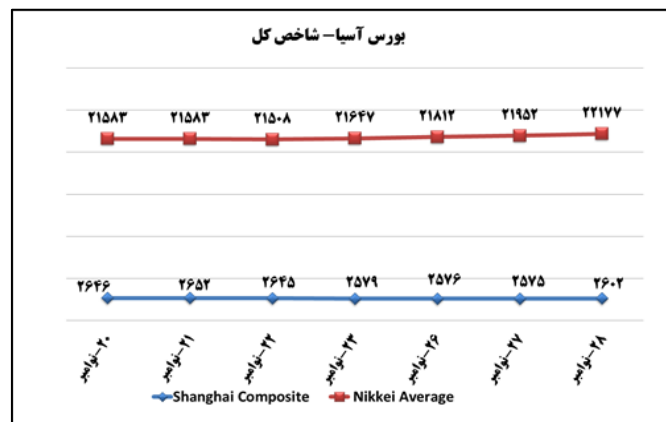 بورس آسیا– شاخص کل
۲۱۵۸۳ ۲۱۵۸۳ ۲۱۵۰۸ ۲۱۶۴۷ ۲۱۸۱۲ ۲۱۹۵۲ ۲۲۱۷۷
۲۶۴۶ ۲۶۵۲ ۲۶۴۵ ۲۵۷۹ ۲۵۷۶ ۲۵۷۵ ۲۶۰۲
۲۰–نوامبر ۲۱–نوامبر ۲۲–نوامبر ۲۳–نوامبر ۲۶–نوامبر ۲۷–نوامبر ۲۸–نوامبر
Shanghai Composite Nikkei Average